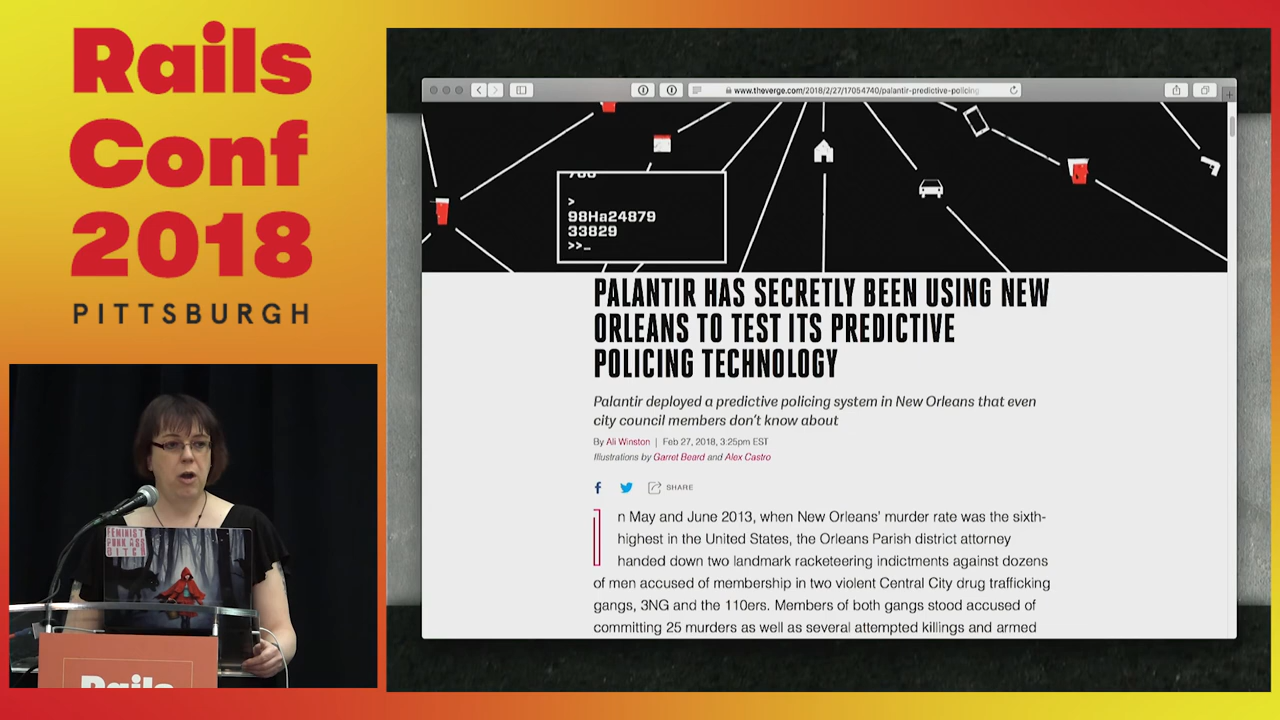 Rails
Conf
2018
PITTSBURGH
FEMINIST
PUNK ASS
BITCH
Rails
www.theverge.com/2018/2/27/17054740/palantir-predictive-policing
>
98Ha24879
33829
>>_
PALANTIR HAS SECRETLY BEEN USING NEW
ORLEANS TO TEST ITS PREDICTIVE
POLICING TECHNOLOGY
Palantir deployed a predictive policing system in New Orleans that even
city council members don't know about
By Ali Winston | Feb 27, 2018, 3:25pm EST
Illustrations by Garret Beard and Alex Castro
SHARE
In May and June 2013, when New Orleans' murder rate was the sixth-
highest in the United States, the Orleans Parish district attorney
handed down two landmark racketeering indictments against dozens
of men accused of membership in two violent Central City drug trafficking
gangs, 3NG and the 110ers. Members of both gangs stood accused of
committing 25 murders as well as several attempted killings and armed